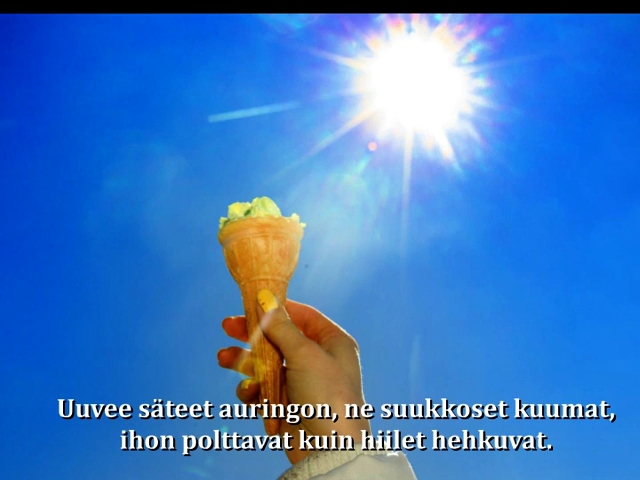 Uuvee säteet auringon, ne suukkoset kuumat,
ihon polttavat kuin hiilet hehkuvat.